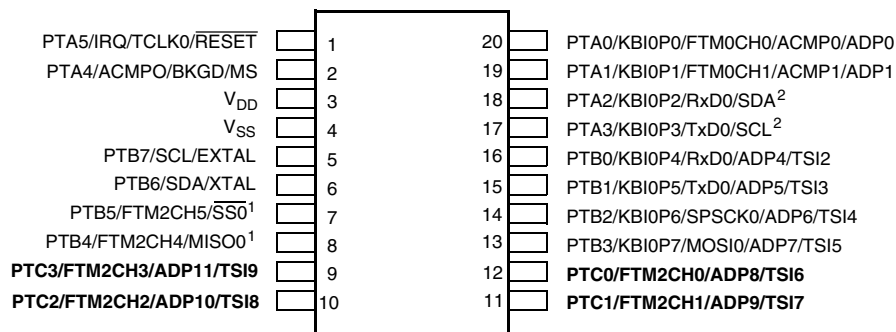 PTA5/IRQ/TCLK0/RESET 1 20 PTA0/KBI0P0/FTM0CH0/ACMP0/ADP0
PTA4/ACMPO/BKGD/MS 2 19 PTA1/KBI0P1/FTM0CH1/ACMP1/ADP1
VDD 3 18 PTA2/KBI0P2/RxD0/SDA2
VSS 4 17 PTA3/KBI0P3/TxD0/SCL2
PTB7/SCL/EXTAL 5 16 PTB0/KBI0P4/RxD0/ADP4/TSI2
PTB6/SDA/XTAL 6 15 PTB1/KBI0P5/TxD0/ADP5/TSI3
PTB5/FTM2CH5/SS01 7 14 PTB2/KBI0P6/SPSCK0/ADP6/TSI4
PTB4/FTM2CH4/MISO01 8 13 PTB3/KBI0P7/MOSI0/ADP7/TSI5
PTC3/FTM2CH3/ADP11/TSI9 9 12 PTC0/FTM2CH0/ADP8/TSI6
PTC2/FTM2CH2/ADP10/TSI8 10 11 PTC1/FTM2CH1/ADP9/TSI7